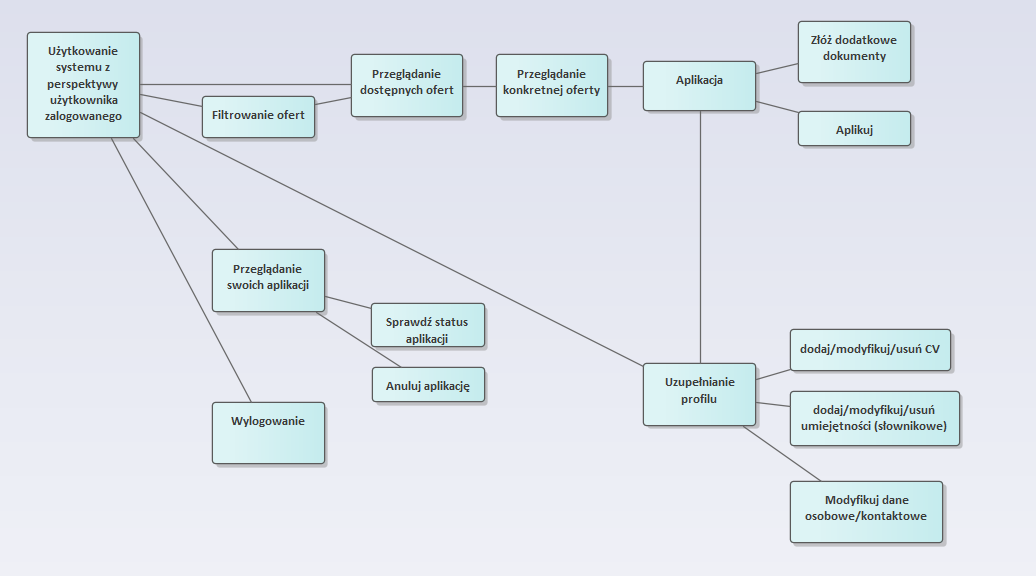 Użytkowanie
systemu z
perspektywy
użytkownika
zalogowanego
Filtrowanie ofert
Przeglądanie
dostępnych ofert
Przeglądanie
konkretnej oferty
Aplikacja
Złóż dodatkowe
dokumenty
Aplikuj
Przeglądanie
swoich aplikacji
Sprawdź status
aplikacji
Anuluj aplikację
Wylogowanie
Uzupełnianie
profilu
dodaj/modyfikuj/usuń CV
dodaj/modyfikuj/usuń
umiejętności (słownikowe)
Modyfikuj dane
osobowe/kontaktowe